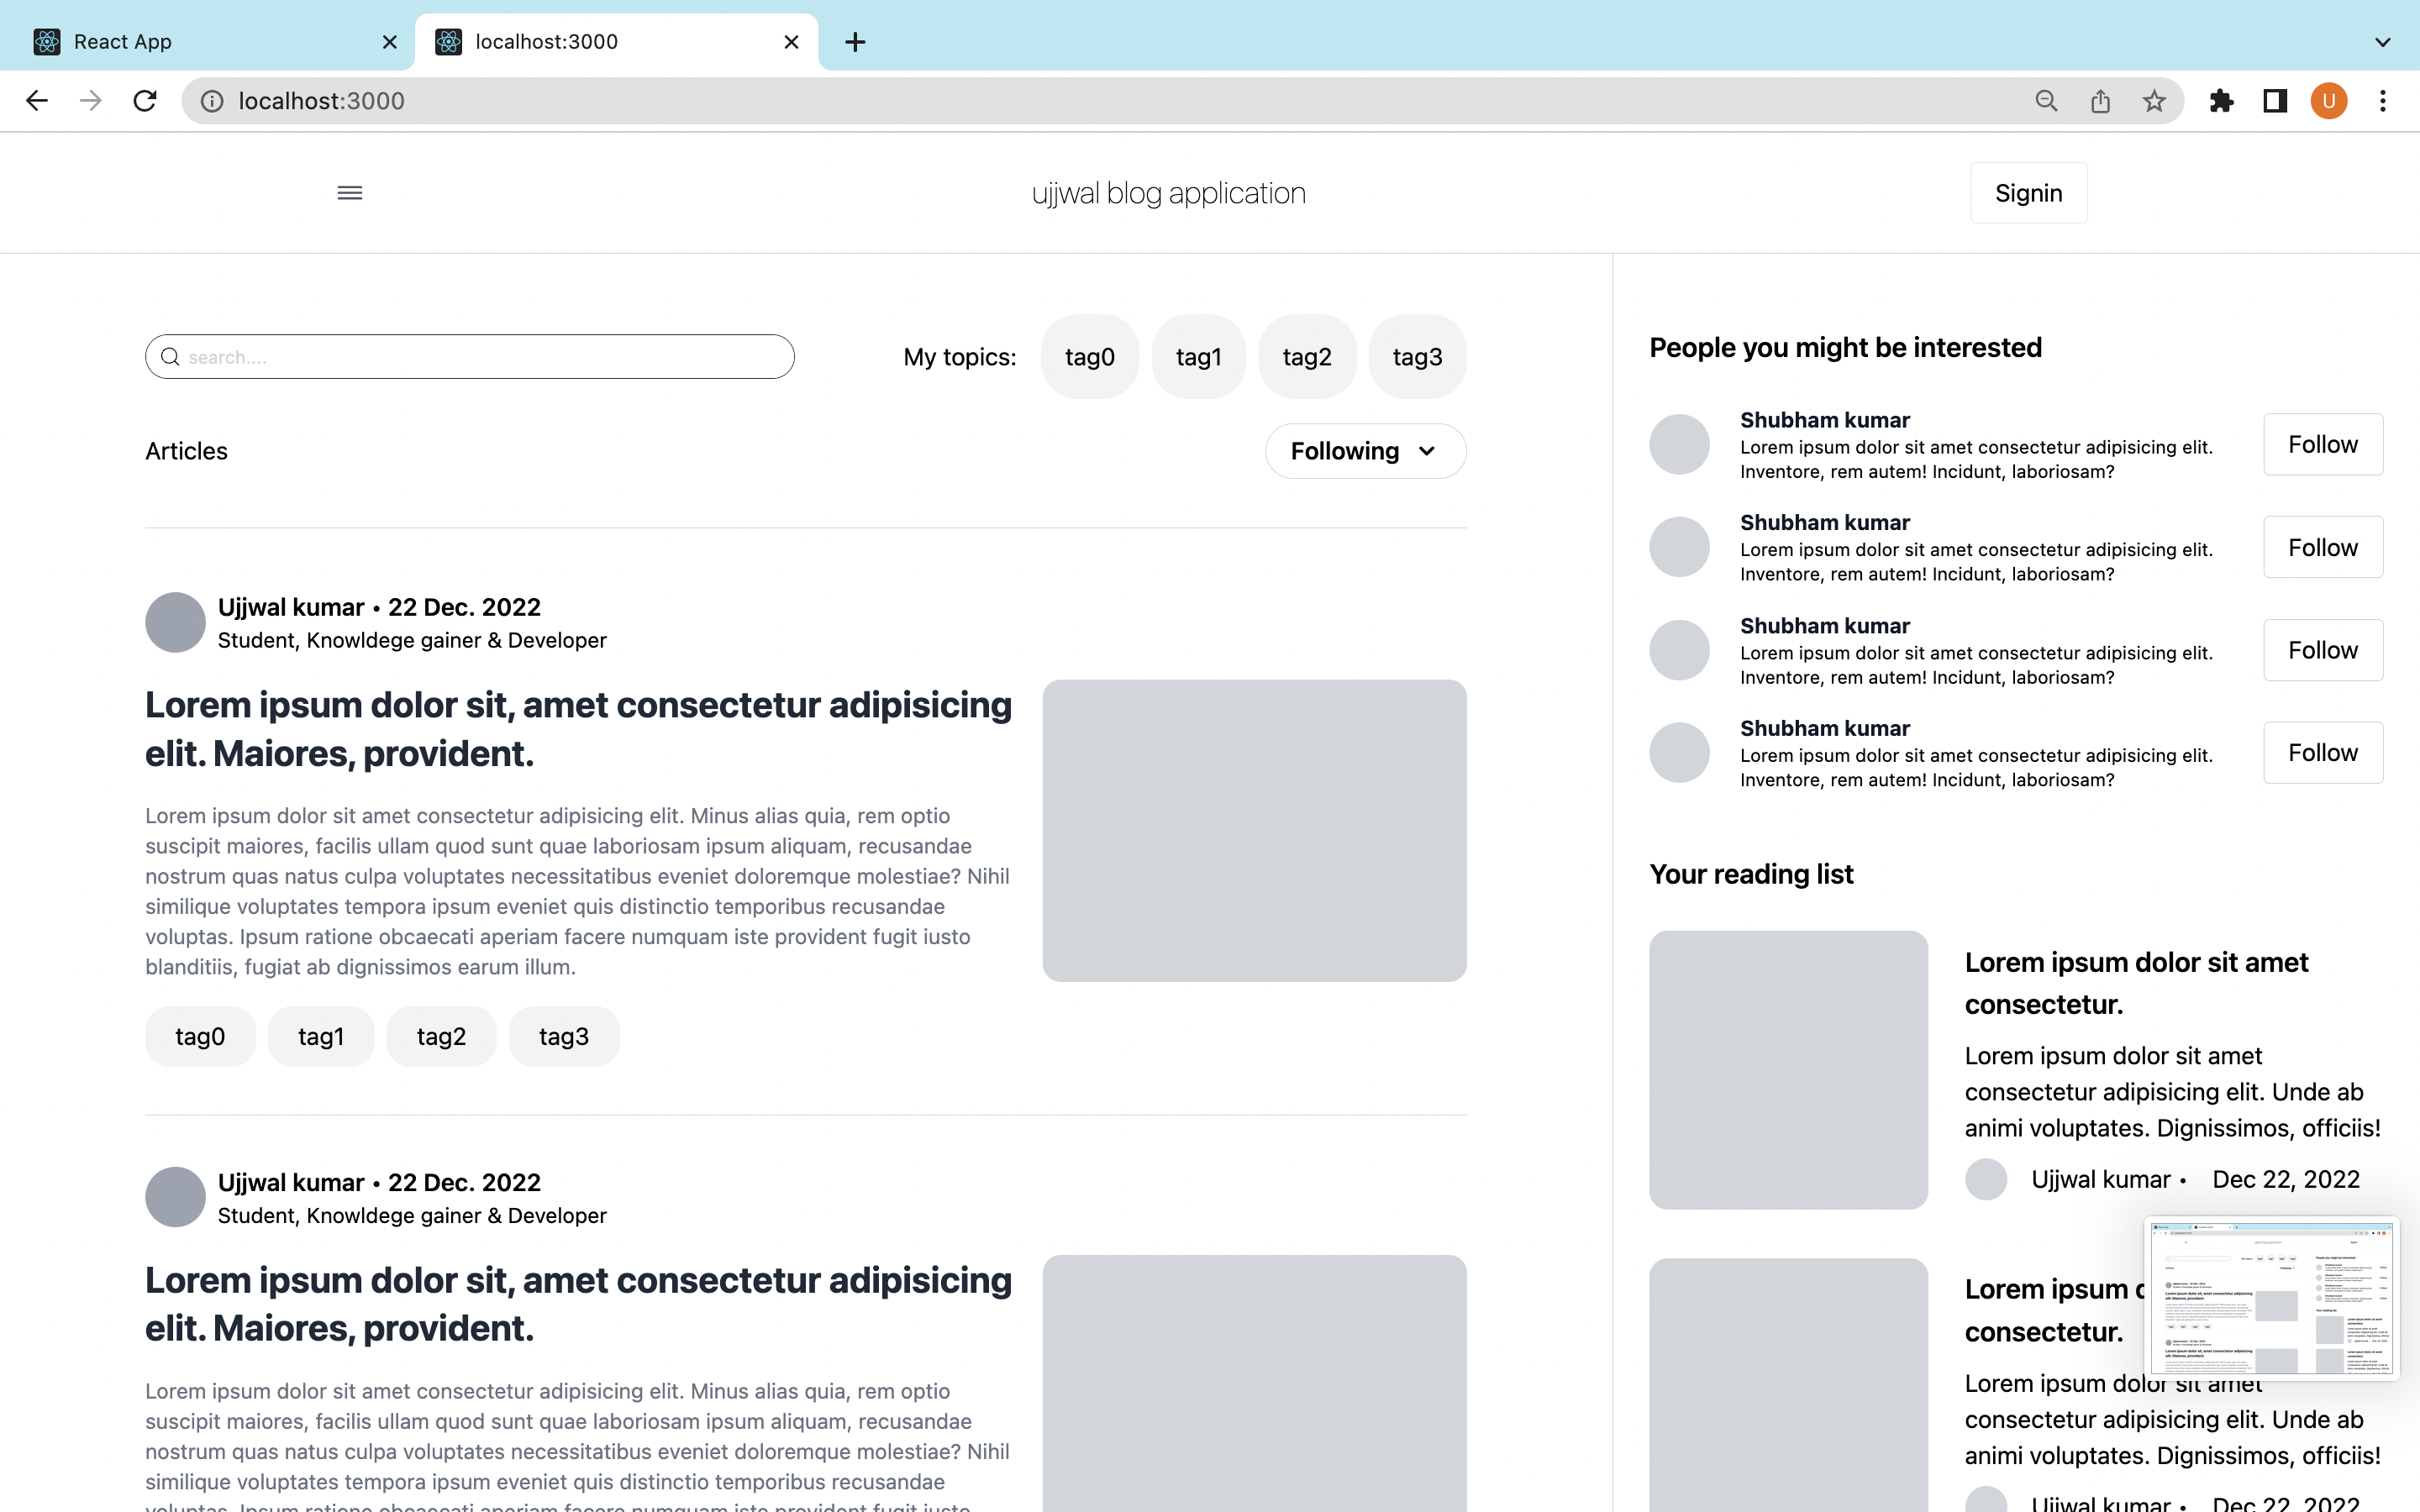 React App
localhost:3000
localhost:3000
U
ujjwal blog application
Signin
search....
My topics:
tag0
tag1
tag2
tag3
Articles
Following
Ujjwal kumar • 22 Dec. 2022
Student, Knowldege gainer & Developer
Lorem ipsum dolor sit, amet consectetur adipisicing
elit. Maiores, provident.
Lorem ipsum dolor sit amet consectetur adipisicing elit. Minus alias quia, rem optio
suscipit maiores, facilis ullam quod sunt quae laboriosam ipsum aliquam, recusandae
nostrum quas natus culpa voluptates necessitatibus eveniet doloremque molestiae? Nihil
similique voluptates tempora ipsum eveniet quis distinctio temporibus recusandae
voluptas. Ipsum ratione obcaecati aperiam facere numquam iste provident fugit iusto
blanditiis, fugiat ab dignissimos earum illum.
tag0
tag1
tag2
tag3
Ujjwal kumar • 22 Dec. 2022
Student, Knowldege gainer & Developer
Lorem ipsum dolor sit, amet consectetur adipisicing
elit. Maiores, provident.
Lorem ipsum dolor sit amet consectetur adipisicing elit. Minus alias quia, rem optio
suscipit maiores, facilis ullam quod sunt quae laboriosam ipsum aliquam, recusandae
nostrum quas natus culpa voluptates necessitatibus eveniet doloremque molestiae? Nihil
similique voluptates tempora ipsum eveniet quis distinctio temporibus recusandae
voluptas. Ipsum ratione obcaecati aperiam facere numquam iste provident fugit iusto
People you might be interested
Shubham kumar
Lorem ipsum dolor sit amet consectetur adipisicing elit.
Inventore, rem autem! Incidunt, laboriosam?
Follow
Shubham kumar
Lorem ipsum dolor sit amet consectetur adipisicing elit.
Inventore, rem autem! Incidunt, laboriosam?
Follow
Shubham kumar
Lorem ipsum dolor sit amet consectetur adipisicing elit.
Inventore, rem autem! Incidunt, laboriosam?
Follow
Shubham kumar
Lorem ipsum dolor sit amet consectetur adipisicing elit.
Inventore, rem autem! Incidunt, laboriosam?
Follow
Your reading list
Lorem ipsum dolor sit amet
consectetur.
Lorem ipsum dolor sit amet
consectetur adipisicing elit. Unde ab
animi voluptates. Dignissimos, officiis!
Ujjwal kumar • Dec 22, 2022
Lorem ipsum
consectetur.
Lorem ipsum dolor sit amet
consectetur adipisicing elit. Unde ab
animi voluptates. Dignissimos, officiis!
Ujjwal kumar • Dec 22, 2022